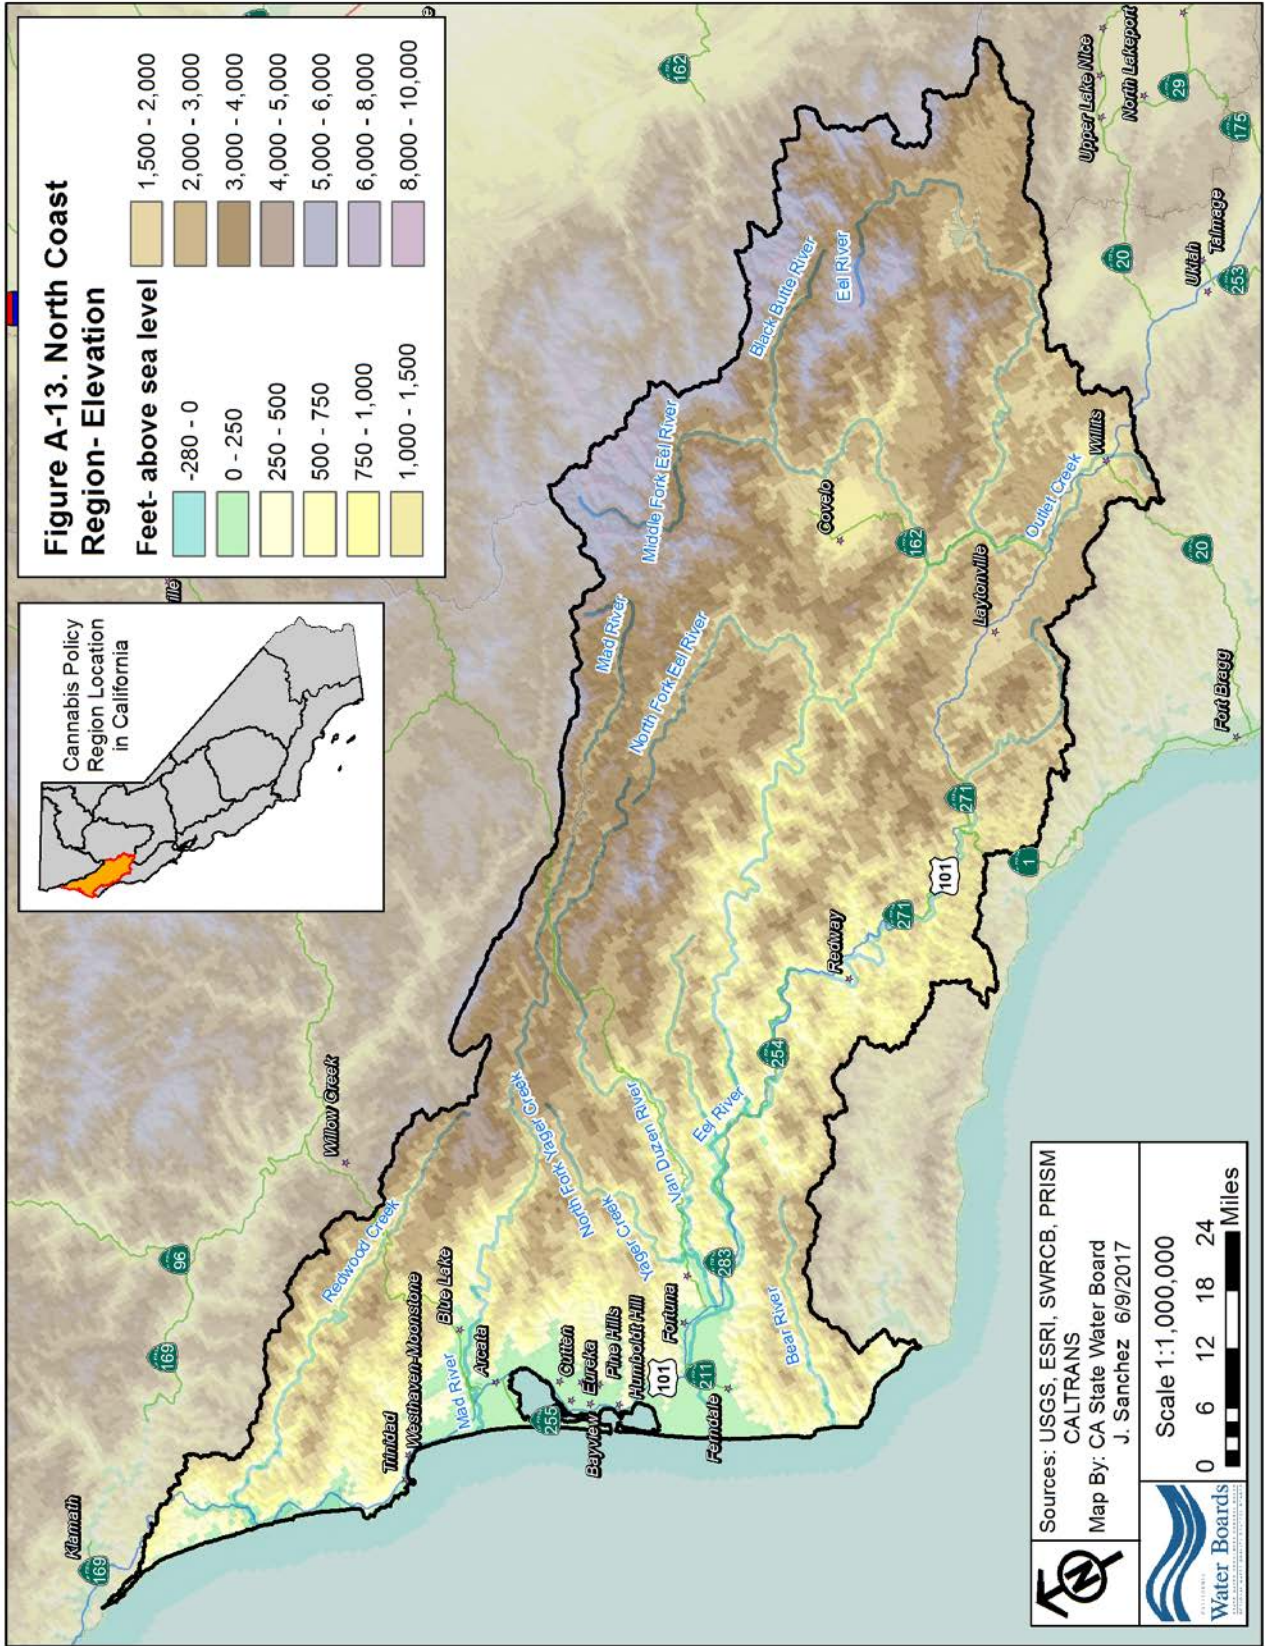 Figure A-13. North Coast
Region- Elevation
Feet- above sea level
-280 - 0
0 - 250
250 - 500
500 - 750
750 - 1,000
1,000 - 1,500
1,500 - 2,000
2,000 - 3,000
3,000 - 4,000
4,000 - 5,000
5,000 - 6,000
6,000 - 8,000
8,000 - 10,000
Cannabis Policy
Region Location
in California
Klamath
169
169
96
Willow Creek
Redwood Creek
Trinidad
Westhaven-Moonstone
Blue Lake
Mad River
Arcata
255
Cutten
Eureka
Bayview
Pine Hills
Humboldt Hill
101
Fortuna
211
Ferndale
283
North Fork Yager Creek
Yager Creek
Van Duzen River
Eel River
Bear River
254
Redway
271
101
271
1
Mad River
North Fork Eel River
Middle Fork Eel River
Black Butte River
Eel River
Covelo
162
162
Laytonville
Outlet Creek
Willits
20
Fort Bragg
20
Ukiah
Talmage
253
Upper Lake Nice
North Lakeport
29
175
ille
e
N
Sources: USGS, ESRI, SWRCB, PRISM
CALTRANS
Map By: CA State Water Board
J. Sanchez 6/9/2017
CALIFORNIA
Water Boards
Scale 1:1,000,000
0 6 12 18 24
Miles